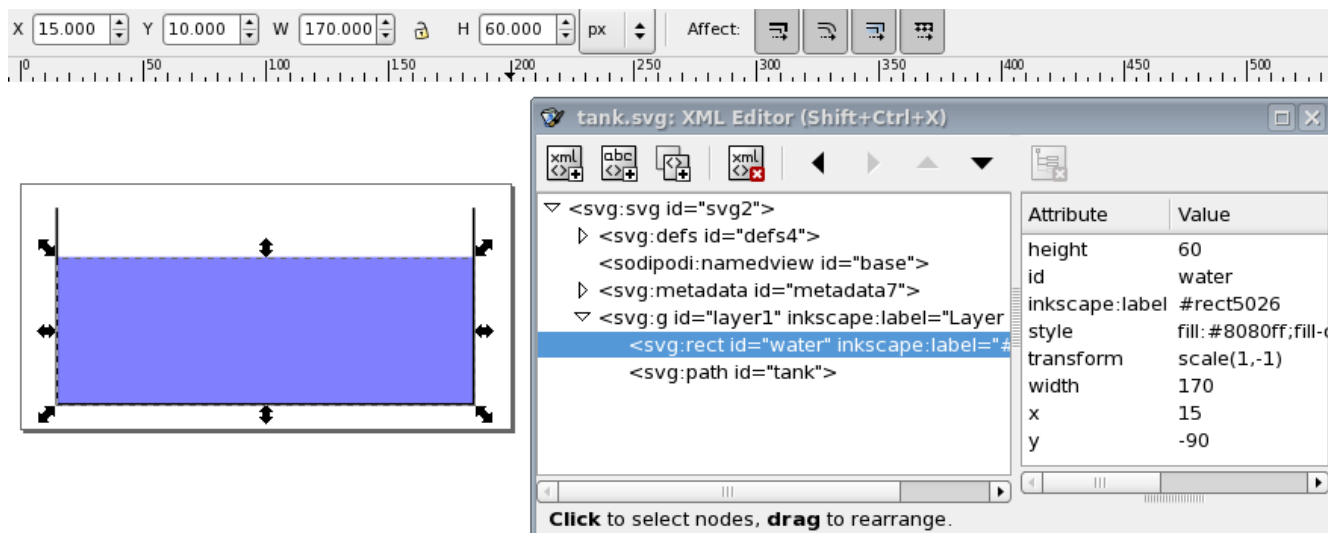 X 15.000 Y 10.000 W 170.000 H 60.000 px Affect:
0 50 100 150 200 250 300 350 400 450 500
tank.svg: XML Editor (Shift+Ctrl+X)
xml abc xml
<svg:svg id="svg2">
<svg:defs id="defs4">
<sodipodi:namedview id="base">
<svg:metadata id="metadata7">
<svg:g id="layer1" inkscape:label="Layer
<svg:rect id="water" inkscape:label="#
<svg:path id="tank">
Attribute Value
height 60
id water
inkscape:label #rect5026
style fill:#8080ff;fill-
transform scale(1,-1)
width 170
x 15
y -90
Click to select nodes, drag to rearrange.